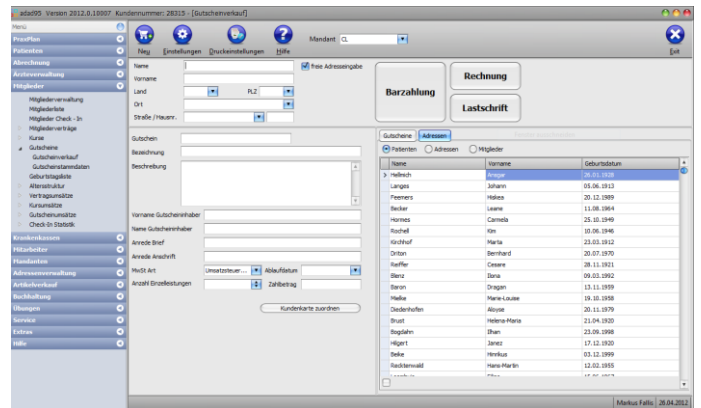 adad95 Version 2012.0.10007 Kundennummer: 28315 - [Gutscheinverkauf]
Menü
PraxPlan
Patienten
Abrechnung
Ärzteverwaltung
Mitglieder
Mitgliederverwaltung
Mitgliederliste
Mitglieder Check - In
Mitgliederverträge
Kurse
Gutscheine
Gutscheinverkauf
Gutscheinstammdaten
Geburtstagsliste
Altersstruktur
Vertragsumsätze
Kursumsätze
Gutscheinumsätze
Check-In Statistik
Krankenkassen
Mitarbeiter
Mandanten
Adressenverwaltung
Artikelverkauf
Buchhaltung
Übungen
Service
Extras
Hilfe
Neu Einstellungen Druckeinstellungen Hilfe Mandant CL Exit
Name freie Adresseingabe
Vorname
Land PLZ
Ort
Straße / Hausnr.
Barzahlung
Rechnung
Lastschrift
Gutschein
Bezeichnung
Beschreibung
Vorname Gutscheininhaber
Name Gutscheininhaber
Anrede Brief
Anrede Anschrift
MwSt Art Umsatzsteuer... Ablaufdatum
Anzahl Einzelleistungen Zahlbetrag
Kundenkarte zuordnen
Gutscheine Adressen
Patienten Adressen Mitglieder
Name Vorname Geburtsdatum
Hellmich Ansgar 26.01.1928
Langes Johann 05.06.1913
Feemers Hiskea 20.12.1989
Becker Leane 11.08.1964
Hormes Carmela 25.10.1949
Rochell Kim 10.06.1946
Kirchhof Marta 23.03.1912
Driton Bernhard 20.07.1970
Reiffer Cesare 28.11.1921
Blenz Ilona 09.03.1992
Baron Dragan 13.11.1959
Mielke Marie-Louise 19.10.1958
Diedenhofen Aloyse 20.11.1979
Brust Helena-Maria 21.04.1920
Bogdahn Ilhan 23.09.1998
Hilgert Janez 17.12.1920
Beike Hinrikus 03.12.1999
Racktenwald Hans-Martin 12.02.1955
Markus Fallis 26.04.2012